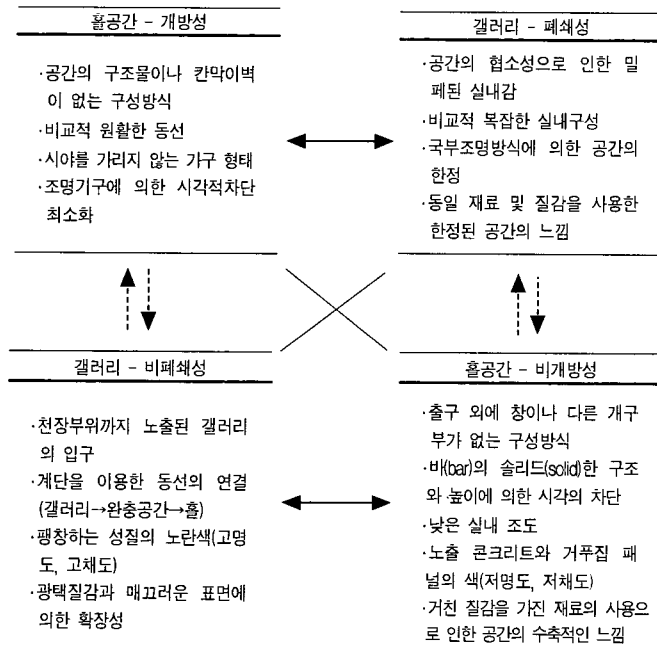 홀공간 - 개방성
·공간의 구조물이나 칸막이벽
이 없는 구성방식
·비교적 원활한 동선
·시야를 가리지 않는 가구 형태
·조명기구에 의한 시각적차단
최소화
갤러리 - 폐쇄성
·공간의 협소성으로 인한 밀
페된 실내감
·비교적 복잡한 실내구성
·국부조명방식에 의한 공간의
한정
·동일 재료 및 질감을 사용한
한정된 공간의 느낌
갤러리 - 비폐쇄성
·천장부위까지 노출된 갤러리
의 입구
·계단을 이용한 동선의 연결
(갤러리→완충공간→홀)
·팽창하는 성질의 노란색(고명
도, 고채도)
·광택질감과 매끄러운 표면에
의한 확장성
홀공간 - 비개방성
·출구 외에 창이나 다른 개구
부가 없는 구성방식
·바(bar)의 솔리드(solid)한 구조
와 높이에 의한 시각의 차단
·낮은 실내 조도
·노출 콘크리트와 거푸집 패
널의 색(저명도, 저채도)
·거친 질감을 가진 재료의 사용으
로 인한 공간의 수축적인 느낌